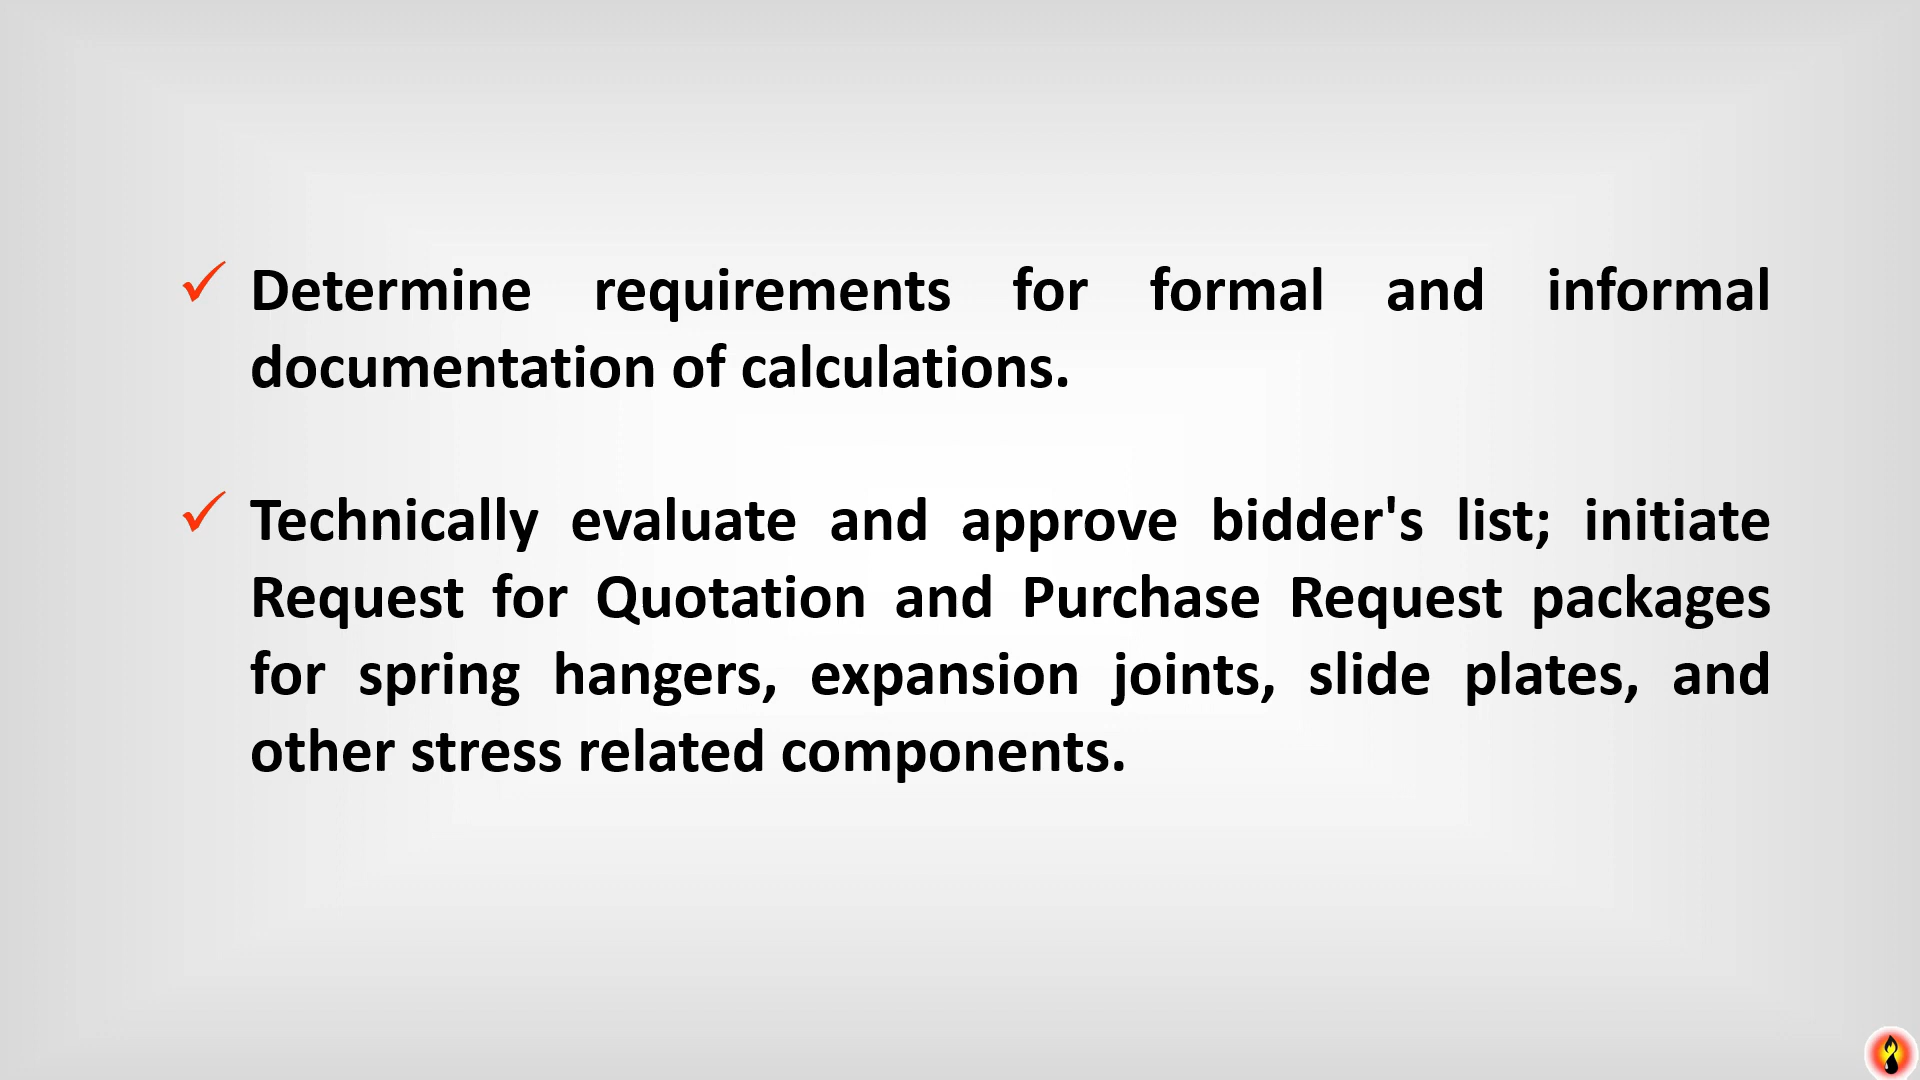 Determine requirements for formal and informal
documentation of calculations.
Technically evaluate and approve bidder's list; initiate
Request for Quotation and Purchase Request packages
for spring hangers, expansion joints, slide plates, and
other stress related components.